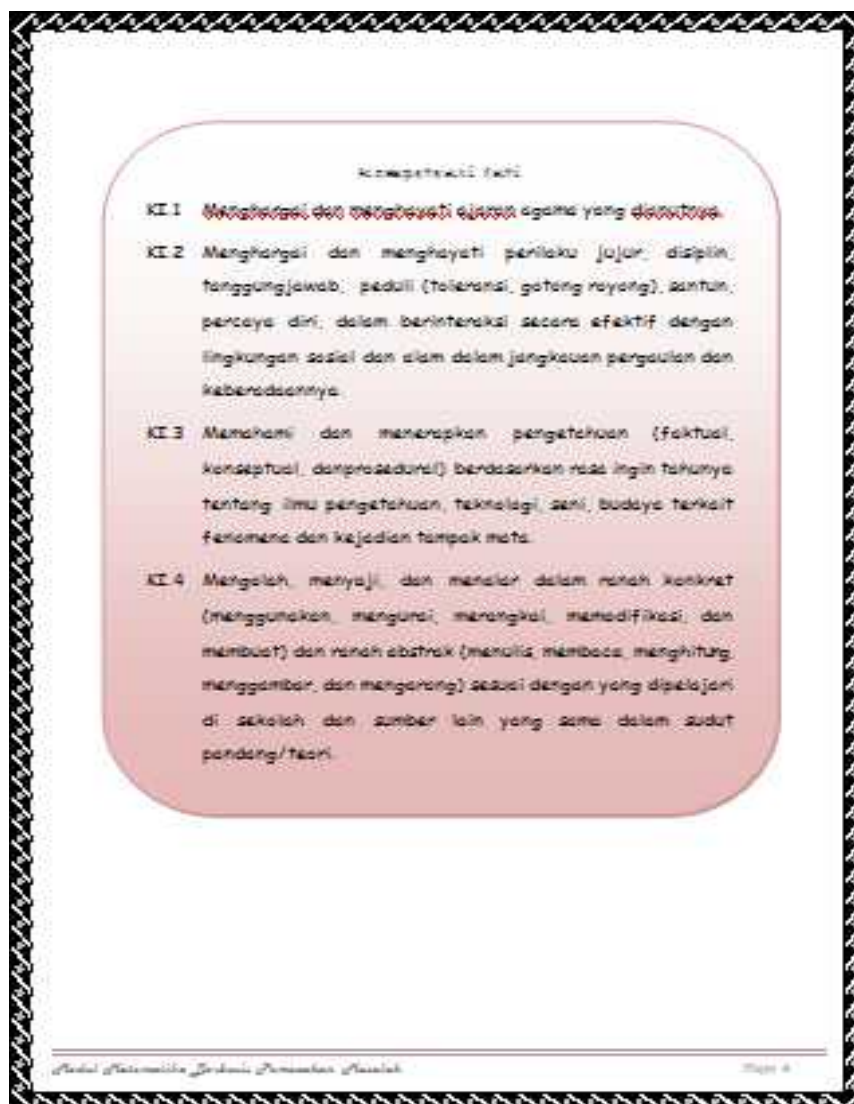 Kompetensi Inti
KI.1 Menghargai dan menghayati ajaran agama yang dianutnya.
KI.2 Menghargai dan menghayati perilaku jujur, disiplin,
tanggungjawab, peduli (toleransi, gotong royong), santun,
percaya diri, dalam berinteraksi secara efektif dengan
lingkungan sosial dan alam dalam jangkauan pergaulan dan
keberadaannya.
KI.3 Memahami dan menerapkan pengetahuan (faktual,
konseptual, danprosedural) berdasarkan rasa ingin tahunya
tentang ilmu pengetahuan, teknologi, seni, budaya terkait
fenomena dan kejadian tampak mata.
KI.4 Mengolah, menyaji, dan menalar dalam ranah konkret
(menggunakan, mengurai, merangkai, memodifikasi, dan
membuat) dan ranah abstrak (menulis, membaca, menghitung,
menggambar, dan mengarang) sesuai dengan yang dipelajari
di sekolah dan sumber lain yang sama dalam sudut
pandang/teori.
Modul Matematika Berbasis Pemecahan Masalah